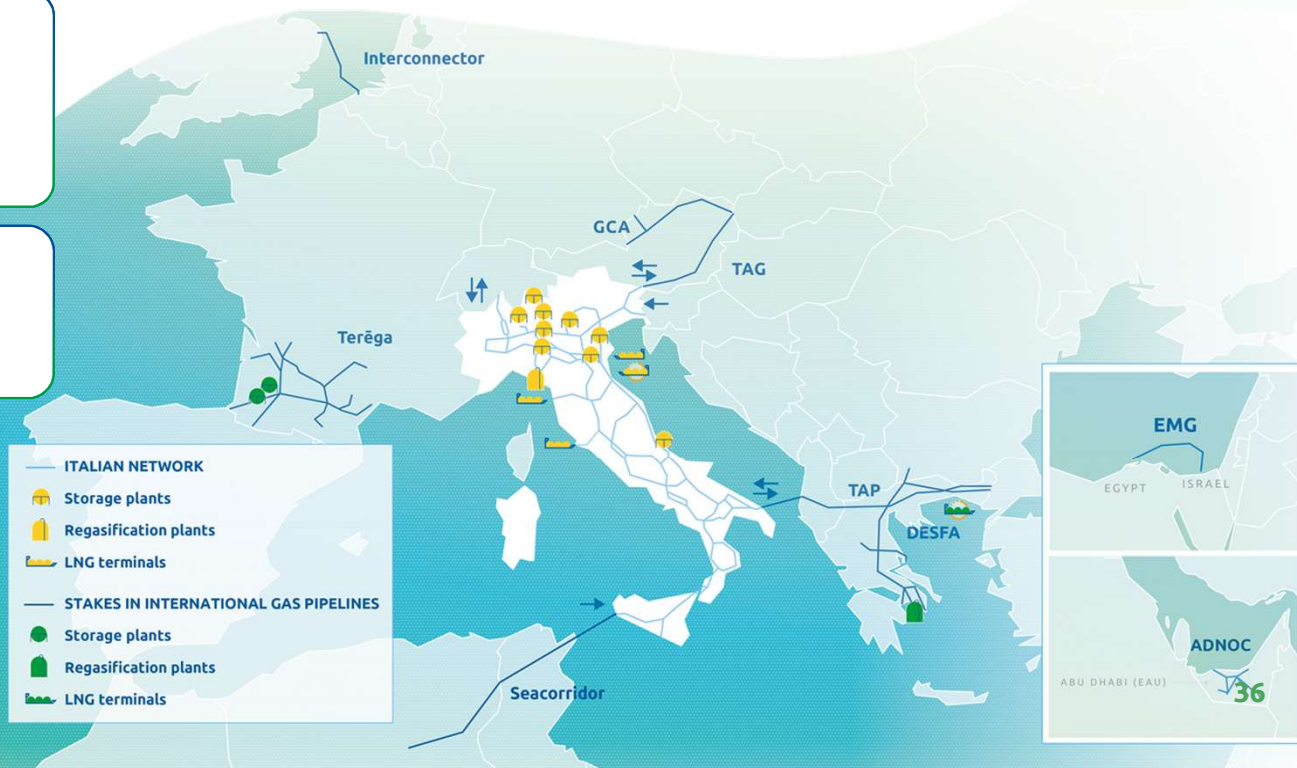 Interconnector
GCA
TAG
Terēga
ITALIAN NETWORK
Storage plants
Regasification plants
LNG terminals
STAKES IN INTERNATIONAL GAS PIPELINES
Storage plants
Regasification plants
LNG terminals
TAP
DESFA
Seacorridor
EMG
EGYPT
ISRAEL
ADNOC
ABU DHABI (EAU)
36